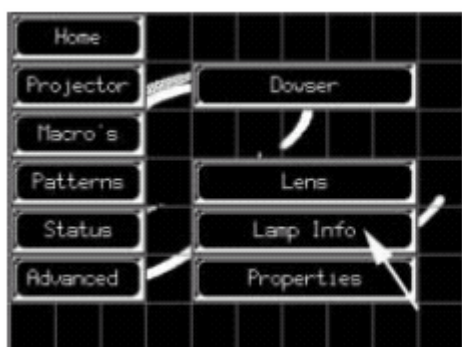 Home
Projector
Dowser
Macro's
Patterns
Lens
Status
Lamp Info
Advanced
Properties